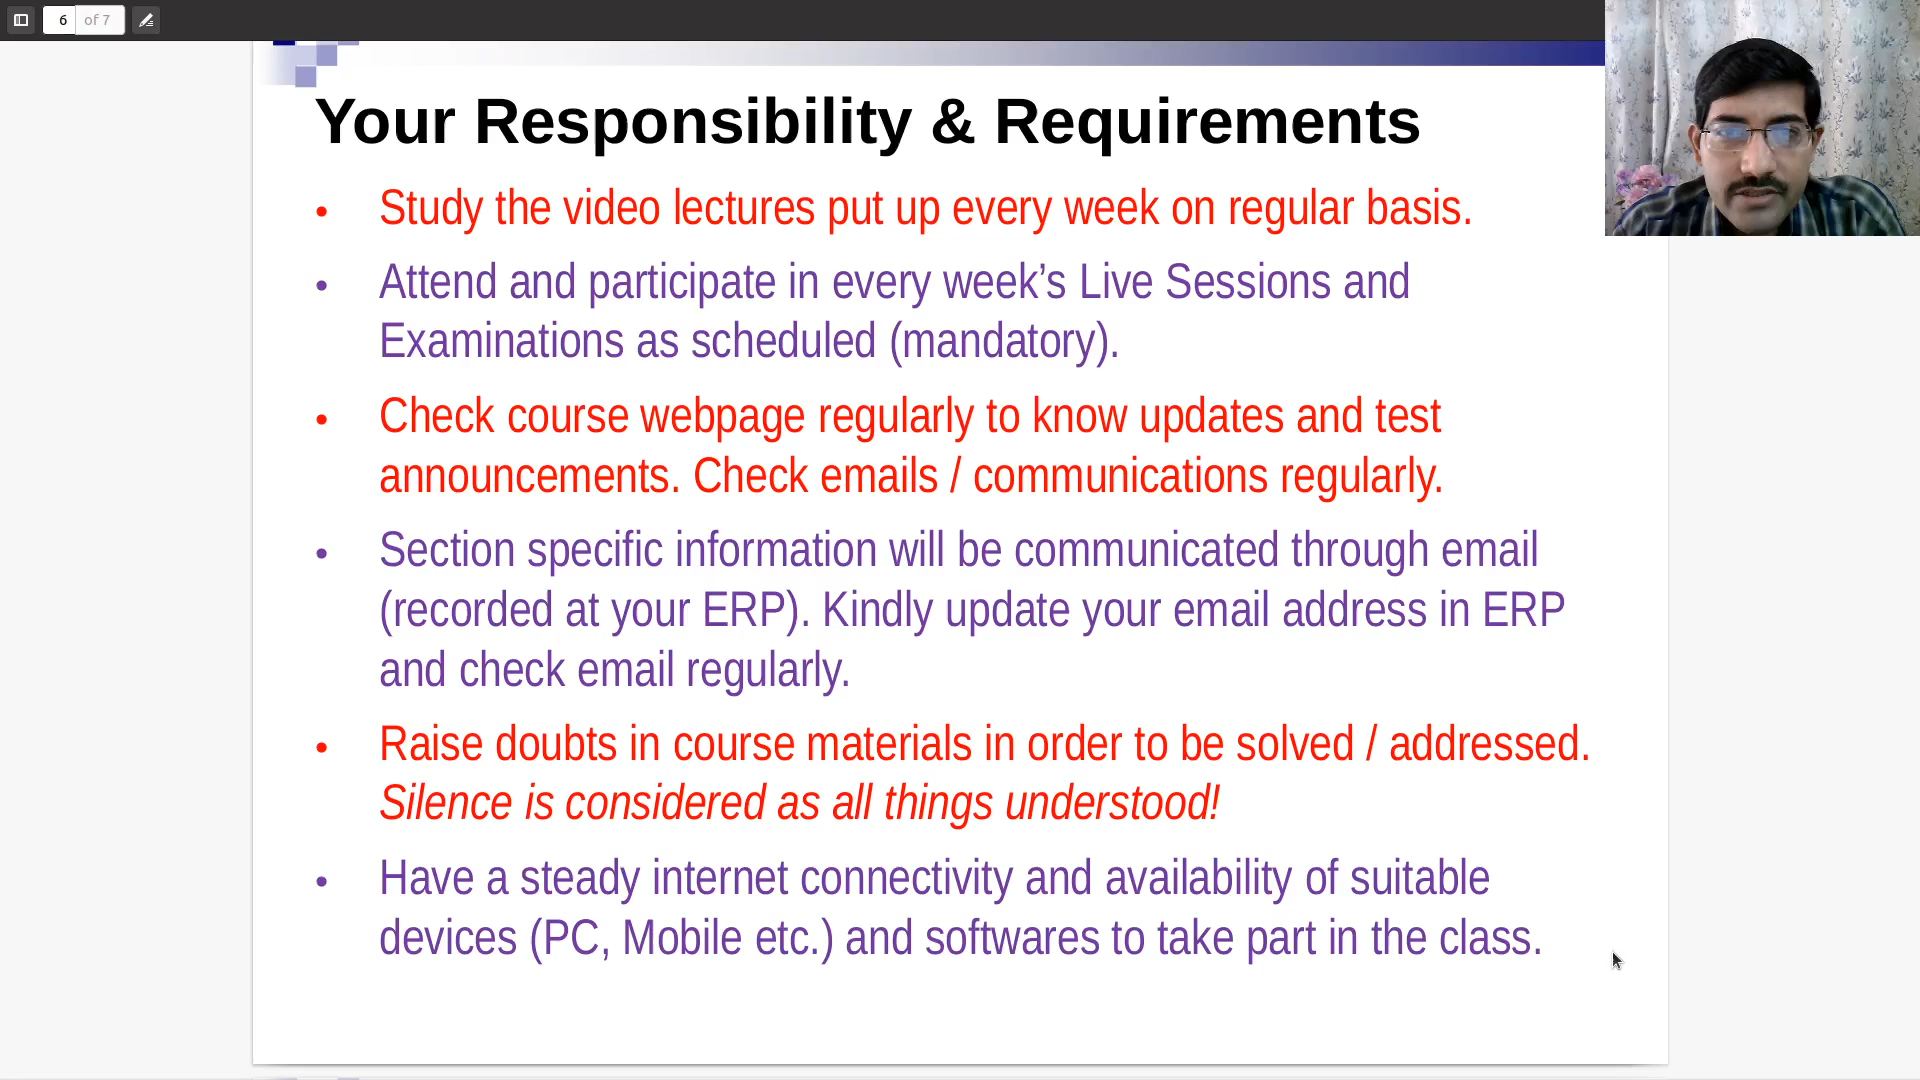 6 of 7
Your Responsibility & Requirements
• Study the video lectures put up every week on regular basis.
• Attend and participate in every week’s Live Sessions and
Examinations as scheduled (mandatory).
• Check course webpage regularly to know updates and test
announcements. Check emails / communications regularly.
• Section specific information will be communicated through email
(recorded at your ERP). Kindly update your email address in ERP
and check email regularly.
• Raise doubts in course materials in order to be solved / addressed.
Silence is considered as all things understood!
• Have a steady internet connectivity and availability of suitable
devices (PC, Mobile etc.) and softwares to take part in the class.